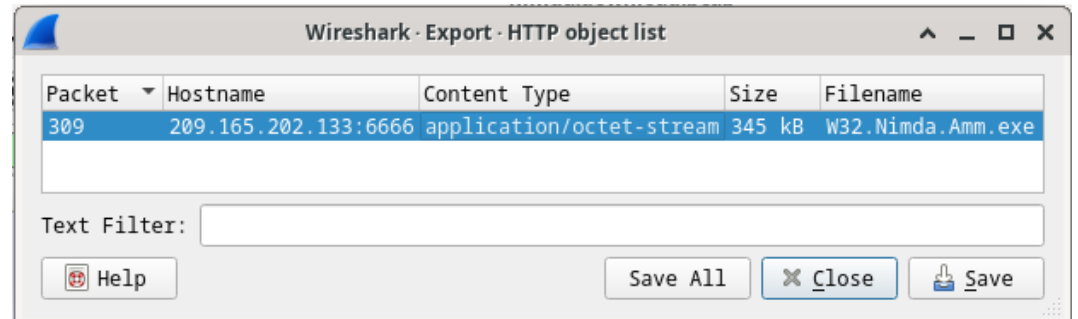 Wireshark · Export · HTTP object list
Packet Hostname Content Type Size Filename
309 209.165.202.133:6666 application/octet-stream 345 kB W32.Nimda.Amm.exe
Text Filter:
Help Save All Close Save